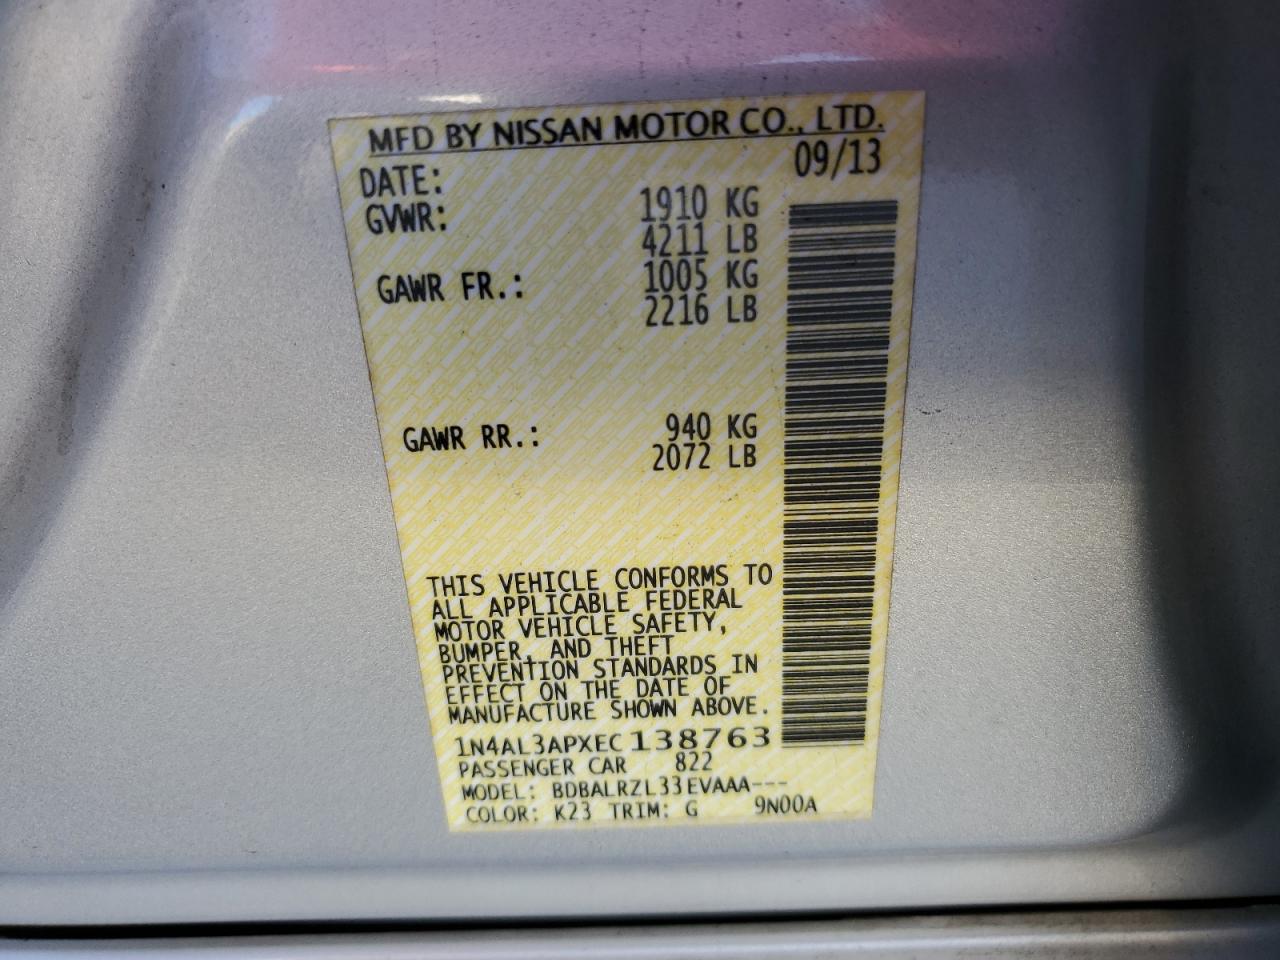 MFD BY NISSAN MOTOR CO., LTD.
DATE: 09/13
GVWR: 1910 KG
4211 LB
GAWR FR.: 1005 KG
2216 LB
GAWR RR.: 940 KG
2072 LB
THIS VEHICLE CONFORMS TO
ALL APPLICABLE FEDERAL
MOTOR VEHICLE SAFETY,
BUMPER, AND THEFT
PREVENTION STANDARDS IN
EFFECT ON THE DATE OF
MANUFACTURE SHOWN ABOVE.
1N4AL3APXEC138763
PASSENGER CAR 822
MODEL: BDBALRZL33EVAAA---
COLOR: K23 TRIM: G 9N00A